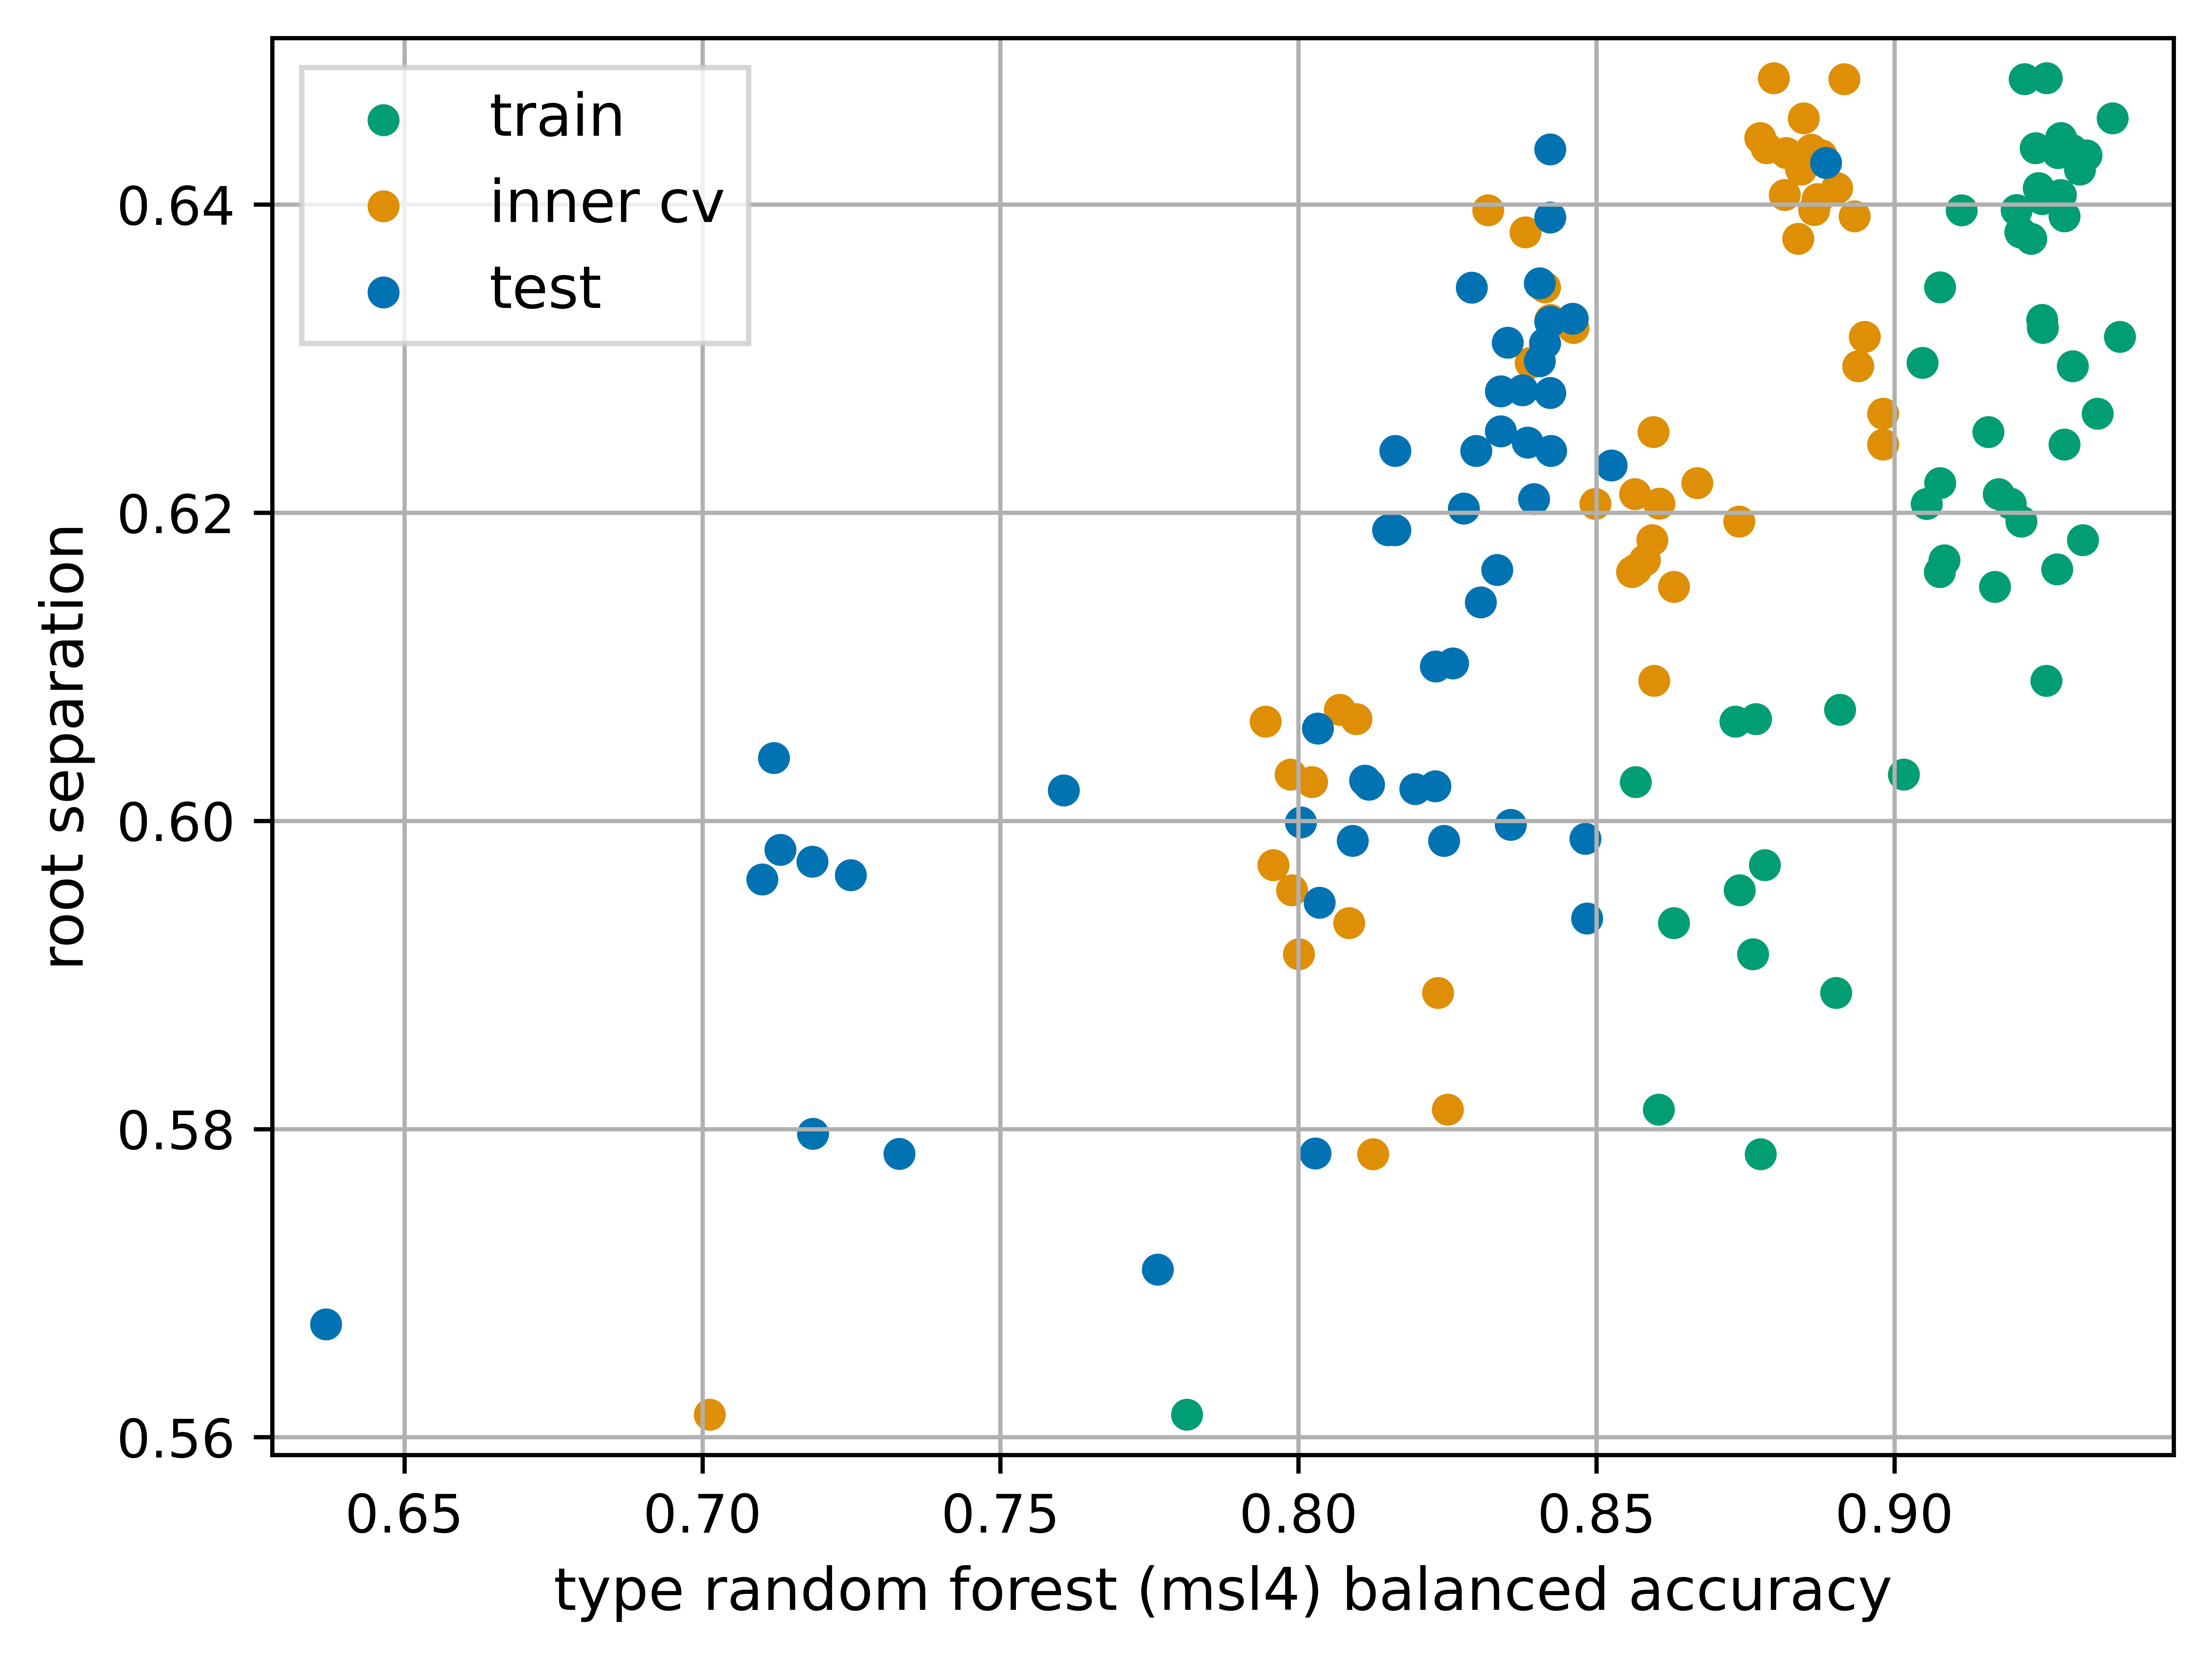 train
inner cv
test
0.64
0.62
0.60
0.58
0.56
root separation
0.65 0.70 0.75 0.80 0.85 0.90
type random forest (msl4) balanced accuracy